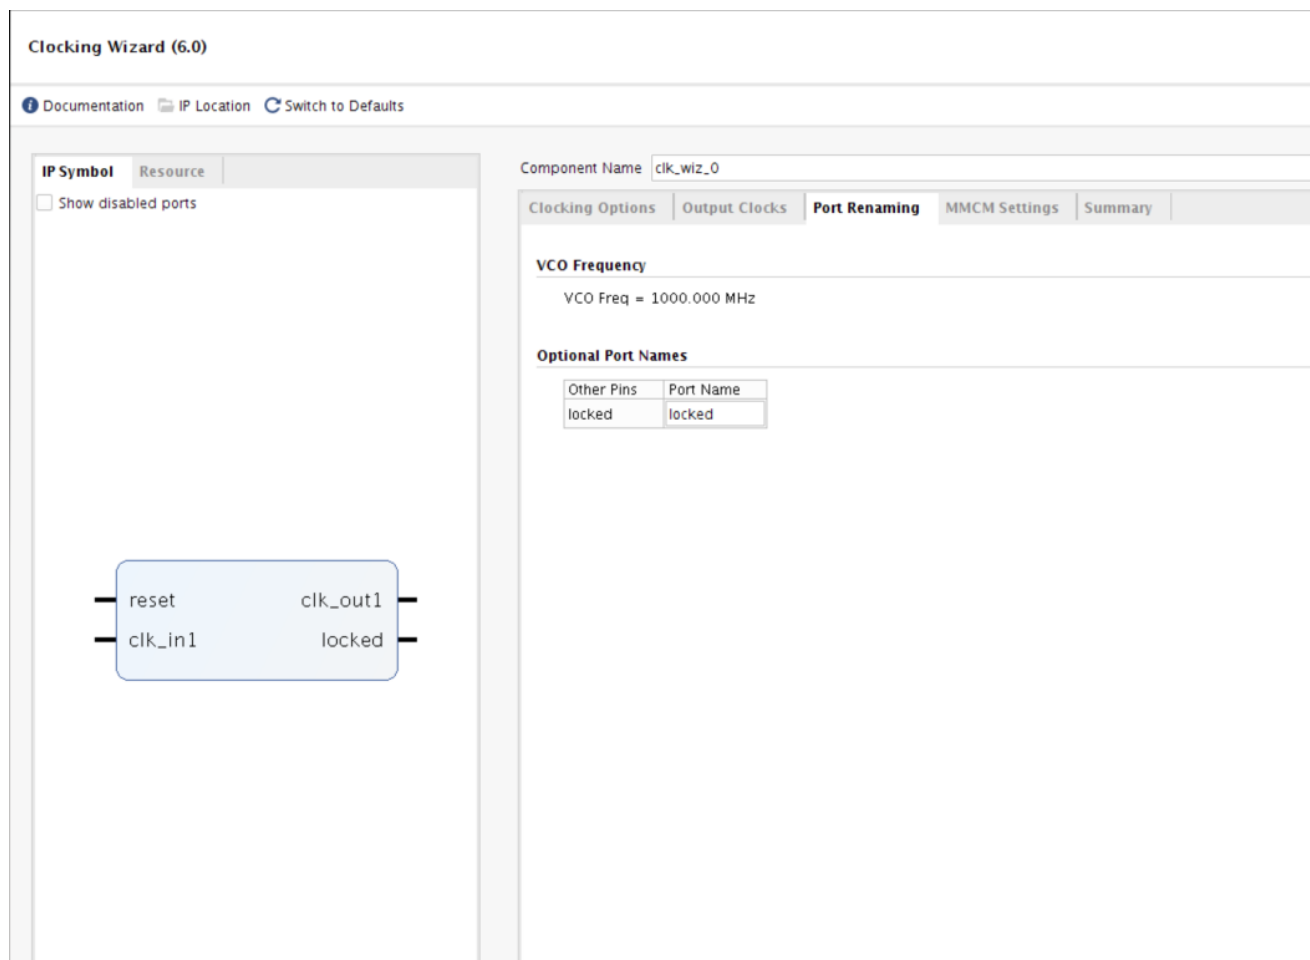 Clocking Wizard (6.0)
Documentation IP Location Switch to Defaults
IP Symbol Resource
Show disabled ports
reset clk_out1
clk_in1 locked
Component Name clk_wiz_0
Clocking Options Output Clocks Port Renaming MMCM Settings Summary
VCO Frequency
VCO Freq = 1000.000 MHz
Optional Port Names
Other Pins Port Name
locked locked